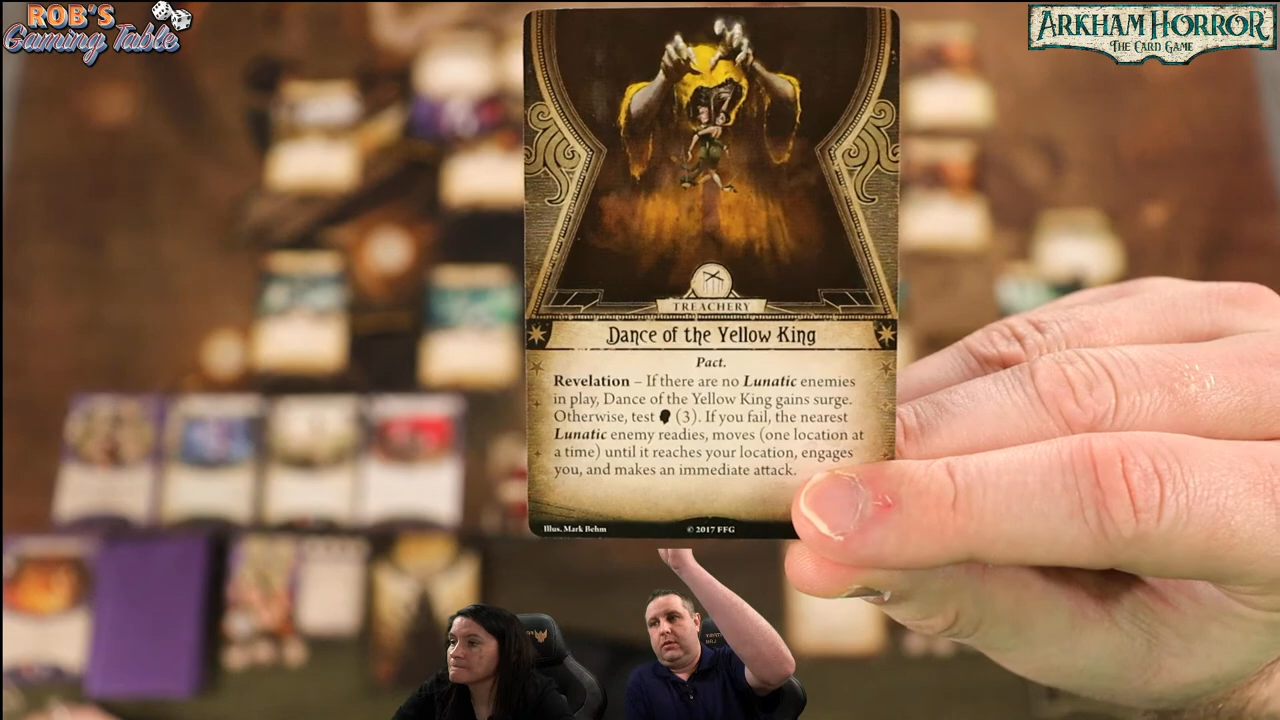 ROB'S
Gaming Table
ARKHAM HORROR
THE CARD GAME
TREACHERY
Dance of the Yellow King
Pact.
Revelation – If there are no Lunatic enemies
in play, Dance of the Yellow King gains surge.
Otherwise, test (3). If you fail, the nearest
Lunatic enemy readies, moves (one location at
a time) until it reaches your location, engages
you, and makes an immediate attack.
Illus. Mark Behm
© 2017 FFG